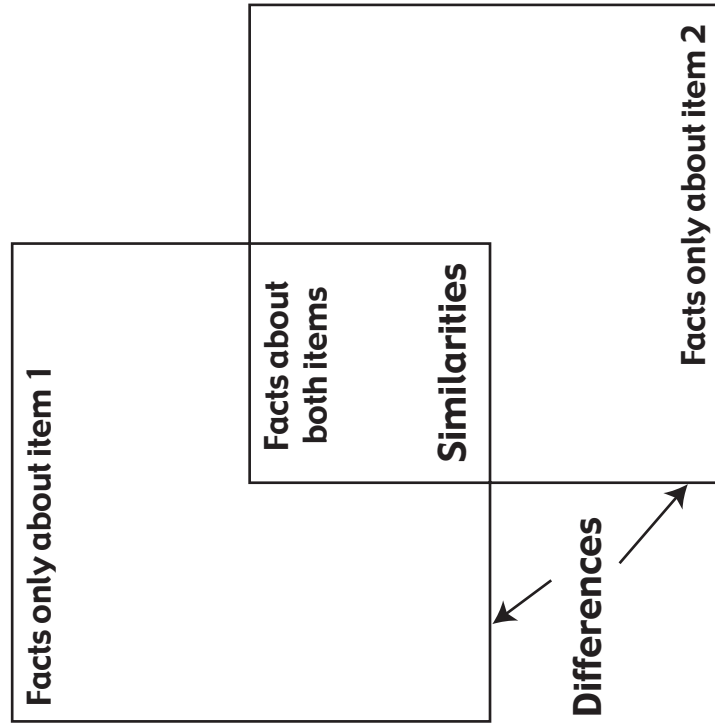 Facts only about item 1
Facts about
both items
Similarities
Differences
Facts only about item 2